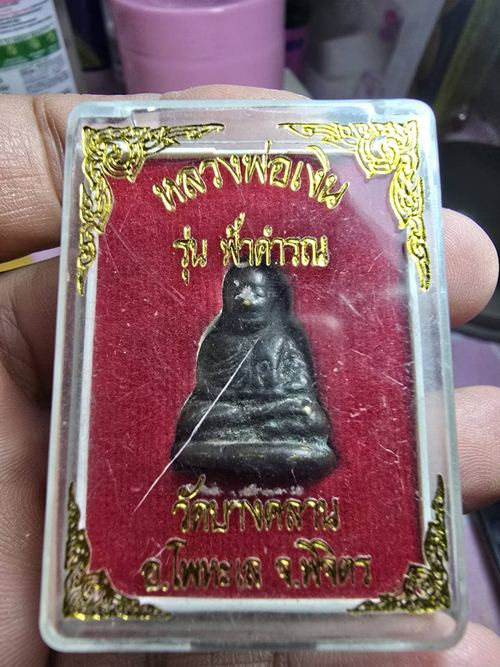 หลวงพ่อเงิน
รุ่น ฟ้าคำรณ
วัดบางคลาน
อ.โพทะเล จ.พิจิตร